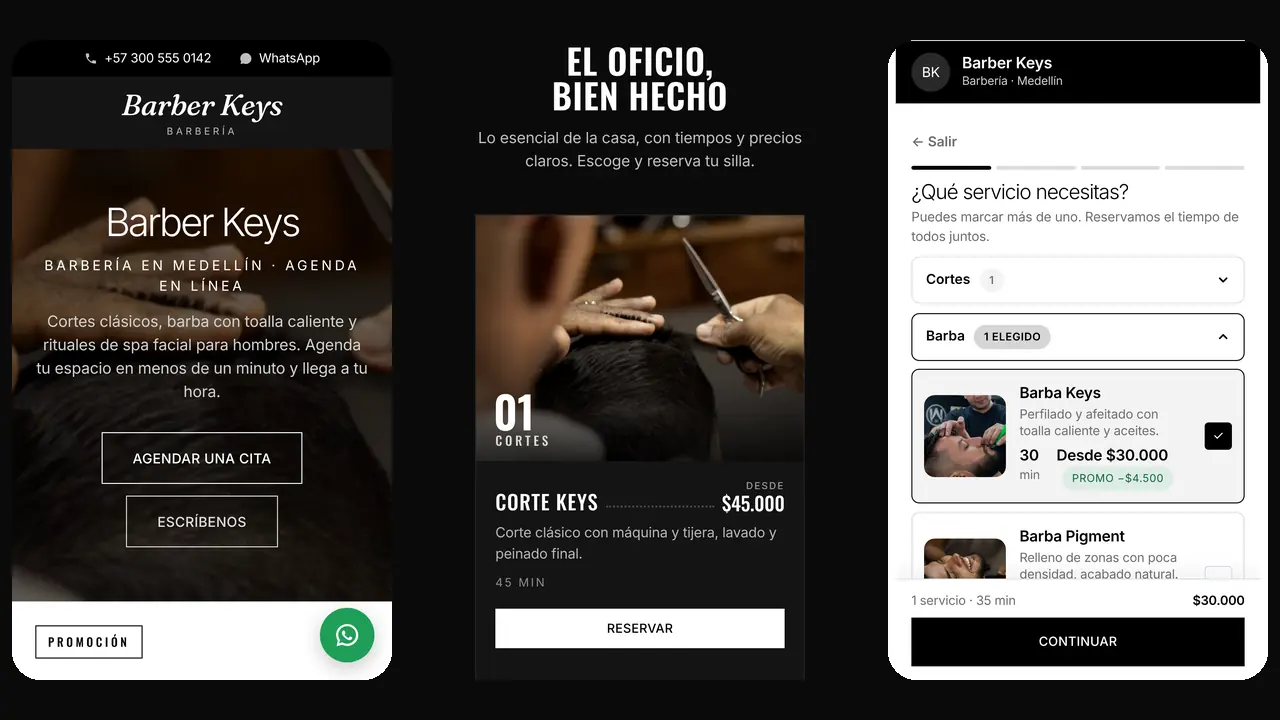 +57 300 555 0142 WhatsApp
Barber Keys
BARBERÍA
Barber Keys
BARBERÍA EN MEDELLÍN · AGENDA
EN LÍNEA
Cortes clásicos, barba con toalla caliente y
rituales de spa facial para hombres. Agenda
tu espacio en menos de un minuto y llega a tu
hora.
AGENDAR UNA CITA
ESCRÍBENOS
PROMOCIÓN
EL OFICIO,
BIEN HECHO
Lo esencial de la casa, con tiempos y precios
claros. Escoge y reserva tu silla.
01
CORTES
DESDE
CORTE KEYS $45.000
Corte clásico con máquina y tijera, lavado y
peinado final.
45 MIN
RESERVAR
BK
Barber Keys
Barbería · Medellín
← Salir
¿Qué servicio necesitas?
Puedes marcar más de uno. Reservamos el tiempo de
todos juntos.
Cortes 1
Barba 1 ELEGIDO
Barba Keys
Perfilado y afeitado con
toalla caliente y aceites.
30 Desde $30.000
min PROMO −$4.500
Barba Pigment
Relleno de zonas con poca
densidad, acabado natural.
1 servicio · 35 min $30.000
CONTINUAR